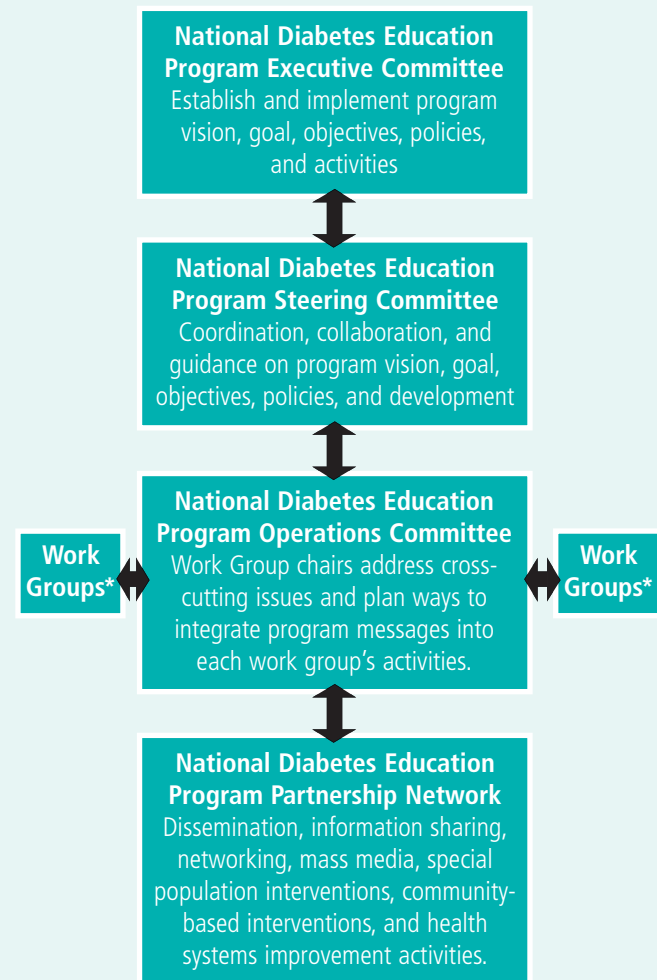 National Diabetes Education
Program Executive Committee
Establish and implement program
vision, goal, objectives, policies,
and activities
National Diabetes Education
Program Steering Committee
Coordination, collaboration, and
guidance on program vision, goal,
objectives, policies, and development
National Diabetes Education
Program Operations Committee
Work Group chairs address cross-
cutting issues and plan ways to
integrate program messages into
each work group’s activities.
Work
Groups*
Work
Groups*
National Diabetes Education
Program Partnership Network
Dissemination, information sharing,
networking, mass media, special
population interventions, community-
based interventions, and health
systems improvement activities.